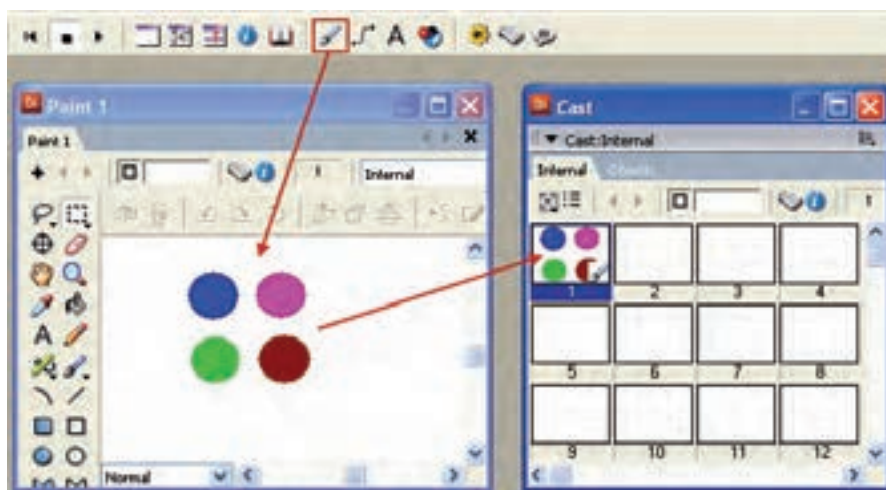 Paint 1
Paint 1
Internal
A
Normal
Cast
Cast:Internal
Internal
1 2 3 4
5 6 7 8
9 10 11 12